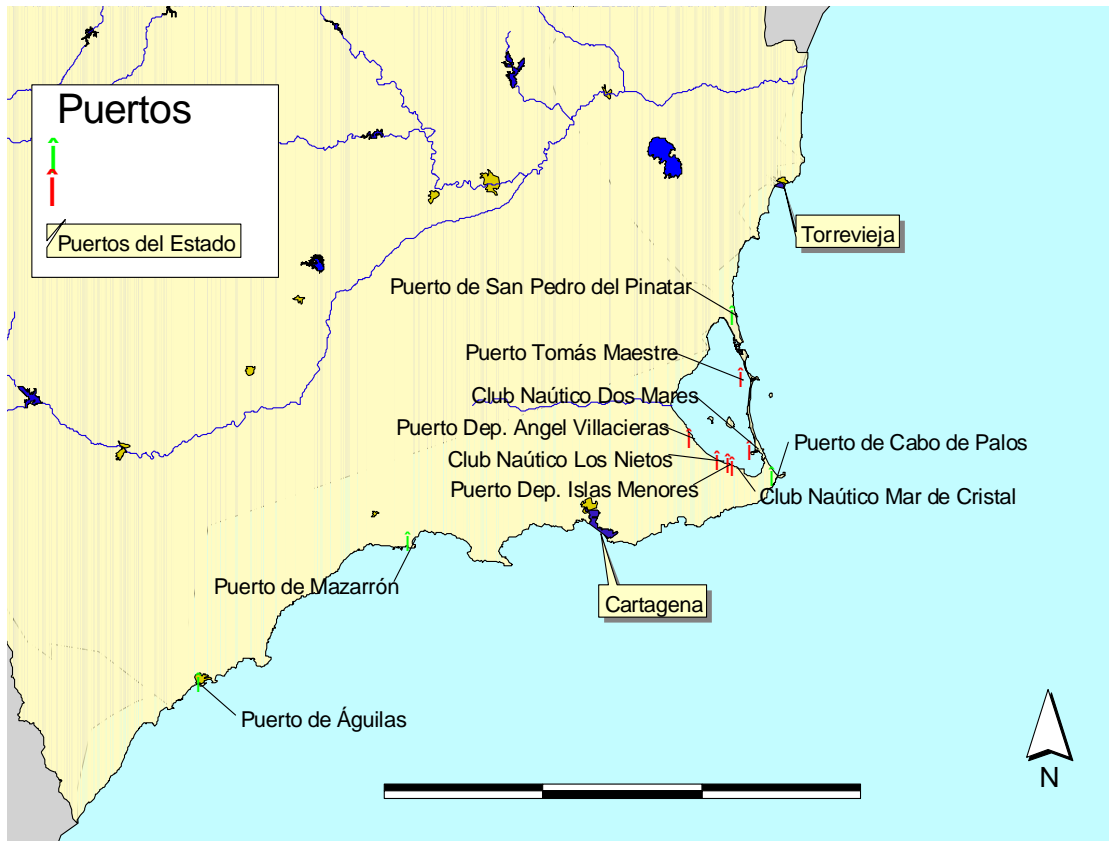 Puertos
Puertos del Estado
Torrevieja
Puerto de San Pedro del Pinatar
Puerto Tomás Maestre
Club Naútico Dos Mares
Puerto Dep. Angel Villacieras
Puerto de Cabo de Palos
Club Naútico Los Nietos
Puerto Dep. Islas Menores
Club Naútico Mar de Cristal
Puerto de Mazarrón
Cartagena
Puerto de Águilas
N